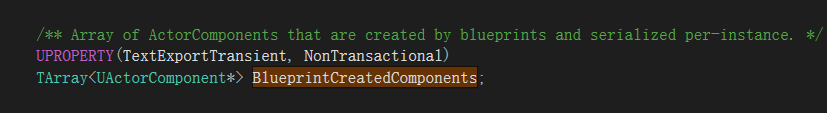 /** Array of ActorComponents that are created by blueprints and serialized per-instance. */
UPROPERTY(TextExportTransient, NonTransactional)
TArray<UActorComponent*> BlueprintCreatedComponents;